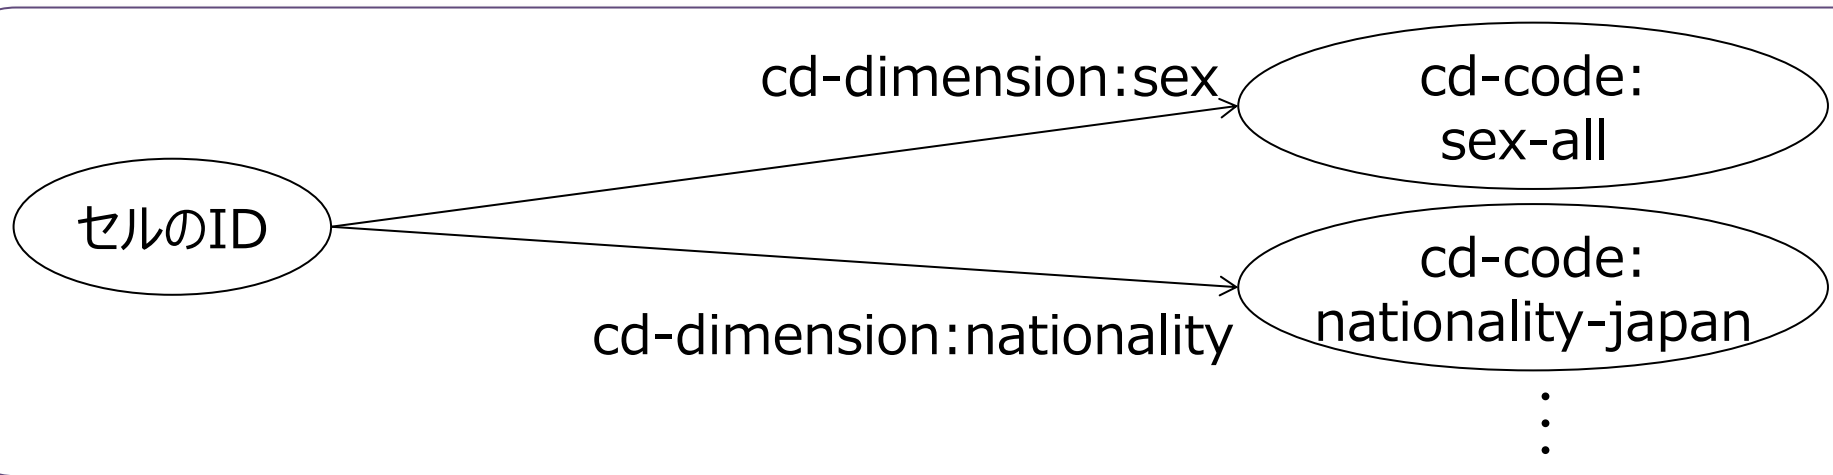 cd-dimension:sex
cd-code:
sex-all
セルのID
cd-code:
nationality-japan
cd-dimension:nationality
⋮